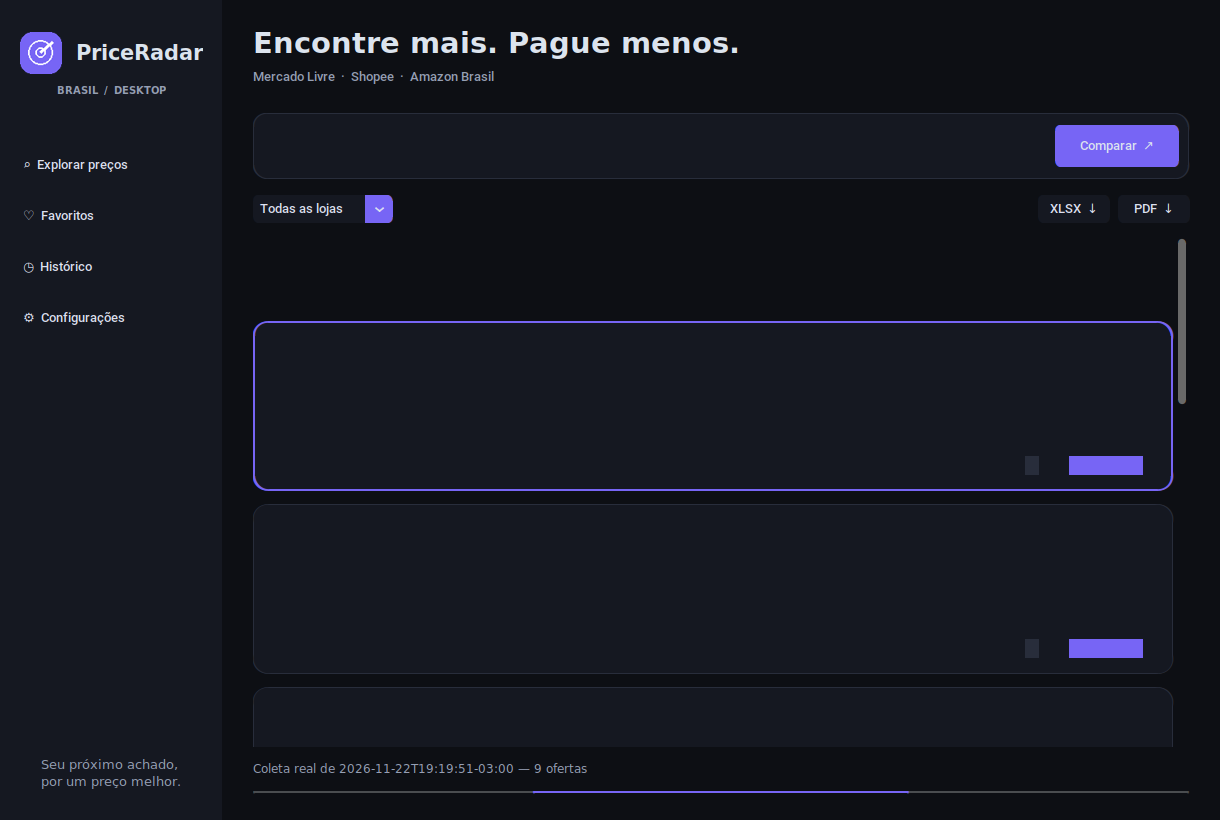 PriceRadar
BRASIL / DESKTOP
Explorar preços
Favoritos
Histórico
Configurações
Seu próximo achado,
por um preço melhor.
Encontre mais. Pague menos.
Mercado Livre · Shopee · Amazon Brasil
Comparar ↗
Todas as lojas
XLSX ↓
PDF ↓
Coleta real de 2026-11-22T19:19:51-03:00 — 9 ofertas